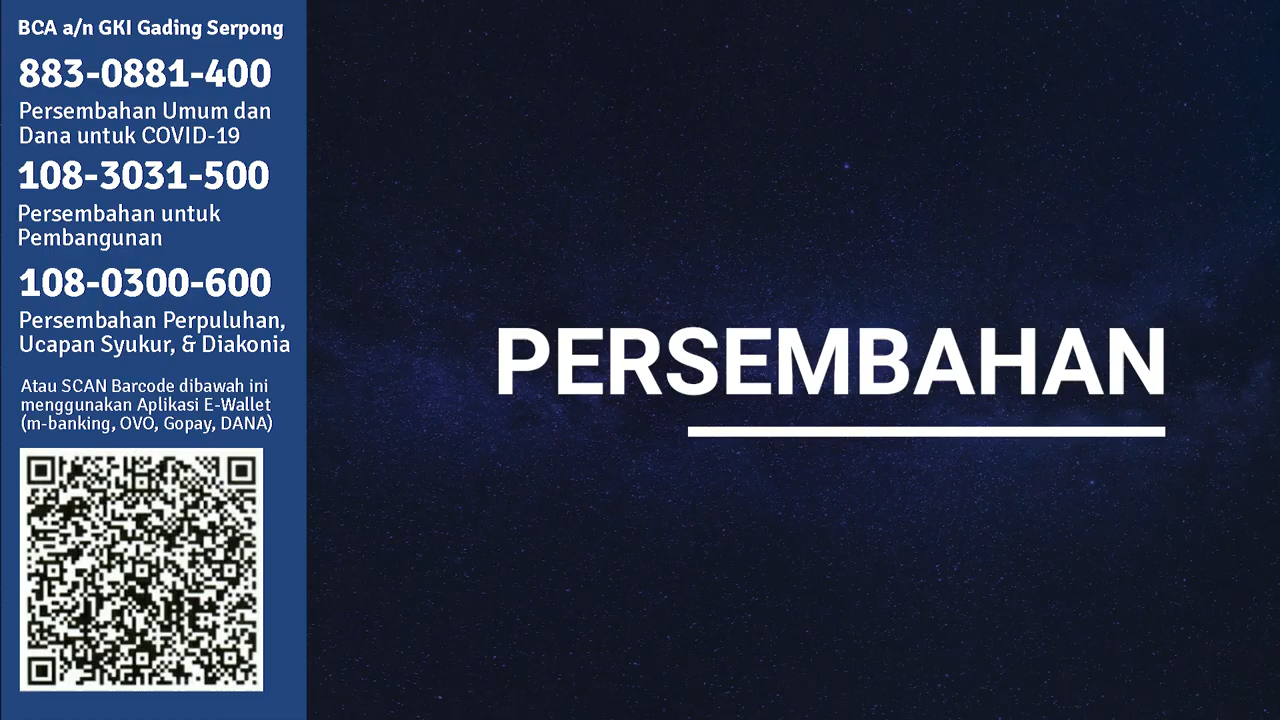 BCA a/n GKI Gading Serpong
883-0881-400
Persembahan Umum dan
Dana untuk COVID-19
108-3031-500
Persembahan untuk
Pembangunan
108-0300-600
Persembahan Perpuluhan,
Ucapan Syukur, & Diakonia
Atau SCAN Barcode dibawah ini
menggunakan Aplikasi E-Wallet
(m-banking, OVO, Gopay, DANA)
PERSEMBAHAN